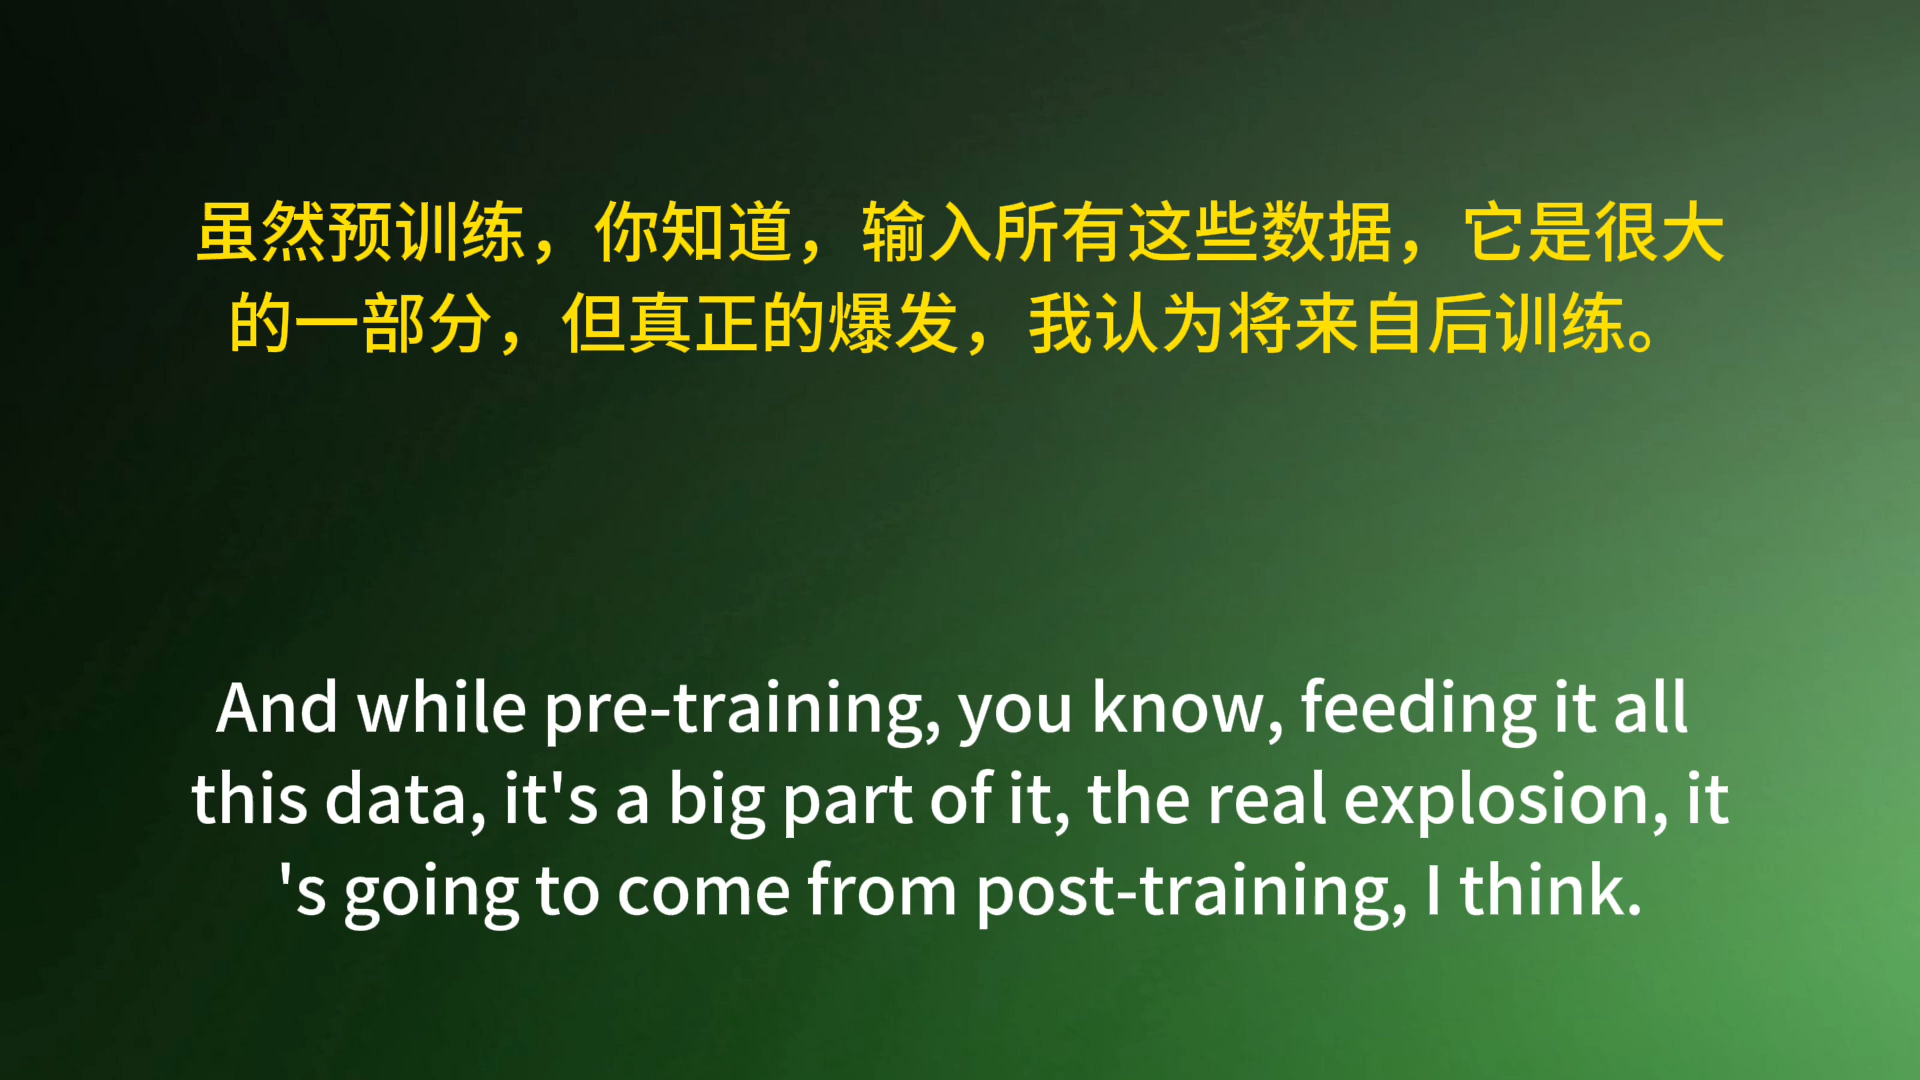 虽然预训练，你知道，输入所有这些数据，它是很大
的一部分，但真正的爆发，我认为将来自后训练。
And while pre-training, you know, feeding it all
this data, it's a big part of it, the real explosion, it
's going to come from post-training, I think.